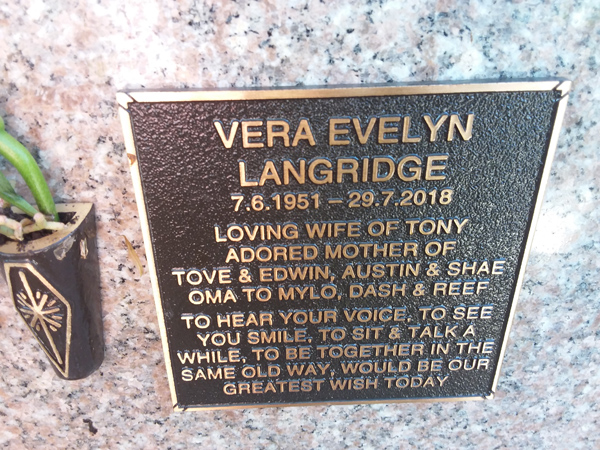 VERA EVELYN
LANGRIDGE
7.6.1951 – 29.7.2018
LOVING WIFE OF TONY
ADORED MOTHER OF
TOVE & EDWIN, AUSTIN & SHAE
OMA TO MYLO, DASH & REEF
TO HEAR YOUR VOICE, TO SEE
YOU SMILE, TO SIT & TALK A
WHILE, TO BE TOGETHER IN THE
SAME OLD WAY, WOULD BE OUR
GREATEST WISH TODAY